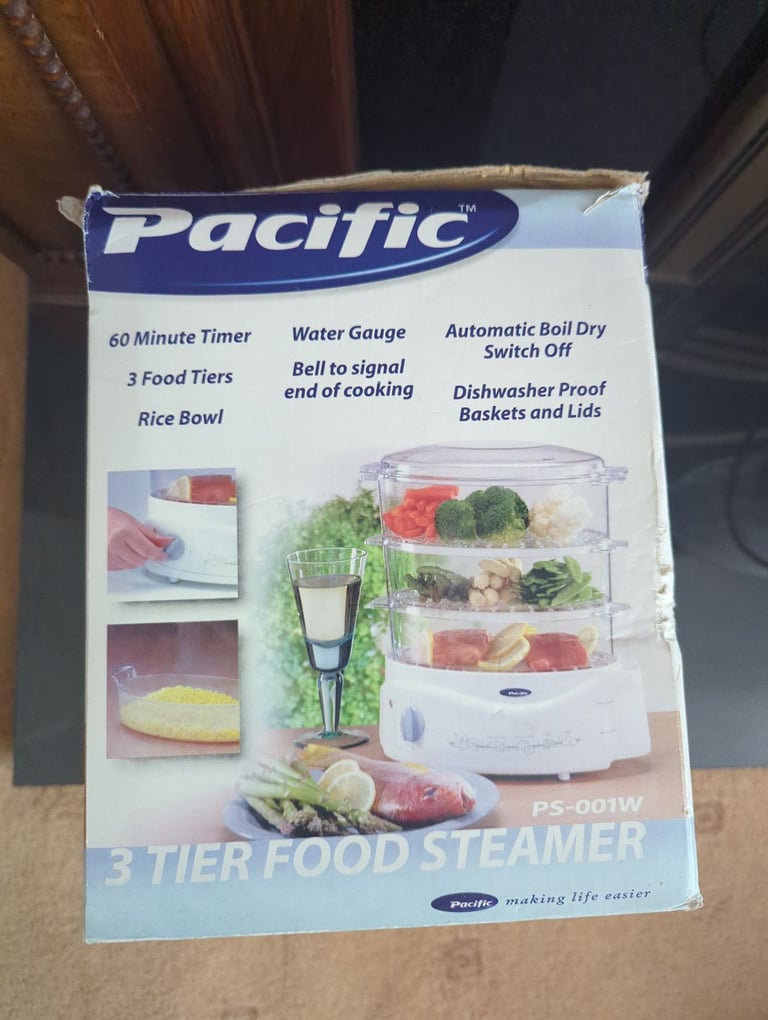 Pacific™
60 Minute Timer
3 Food Tiers
Rice Bowl
Water Gauge
Bell to signal
end of cooking
Automatic Boil Dry
Switch Off
Dishwasher Proof
Baskets and Lids
Pacific
PS-001W
3 TIER FOOD STEAMER
Pacific making life easier